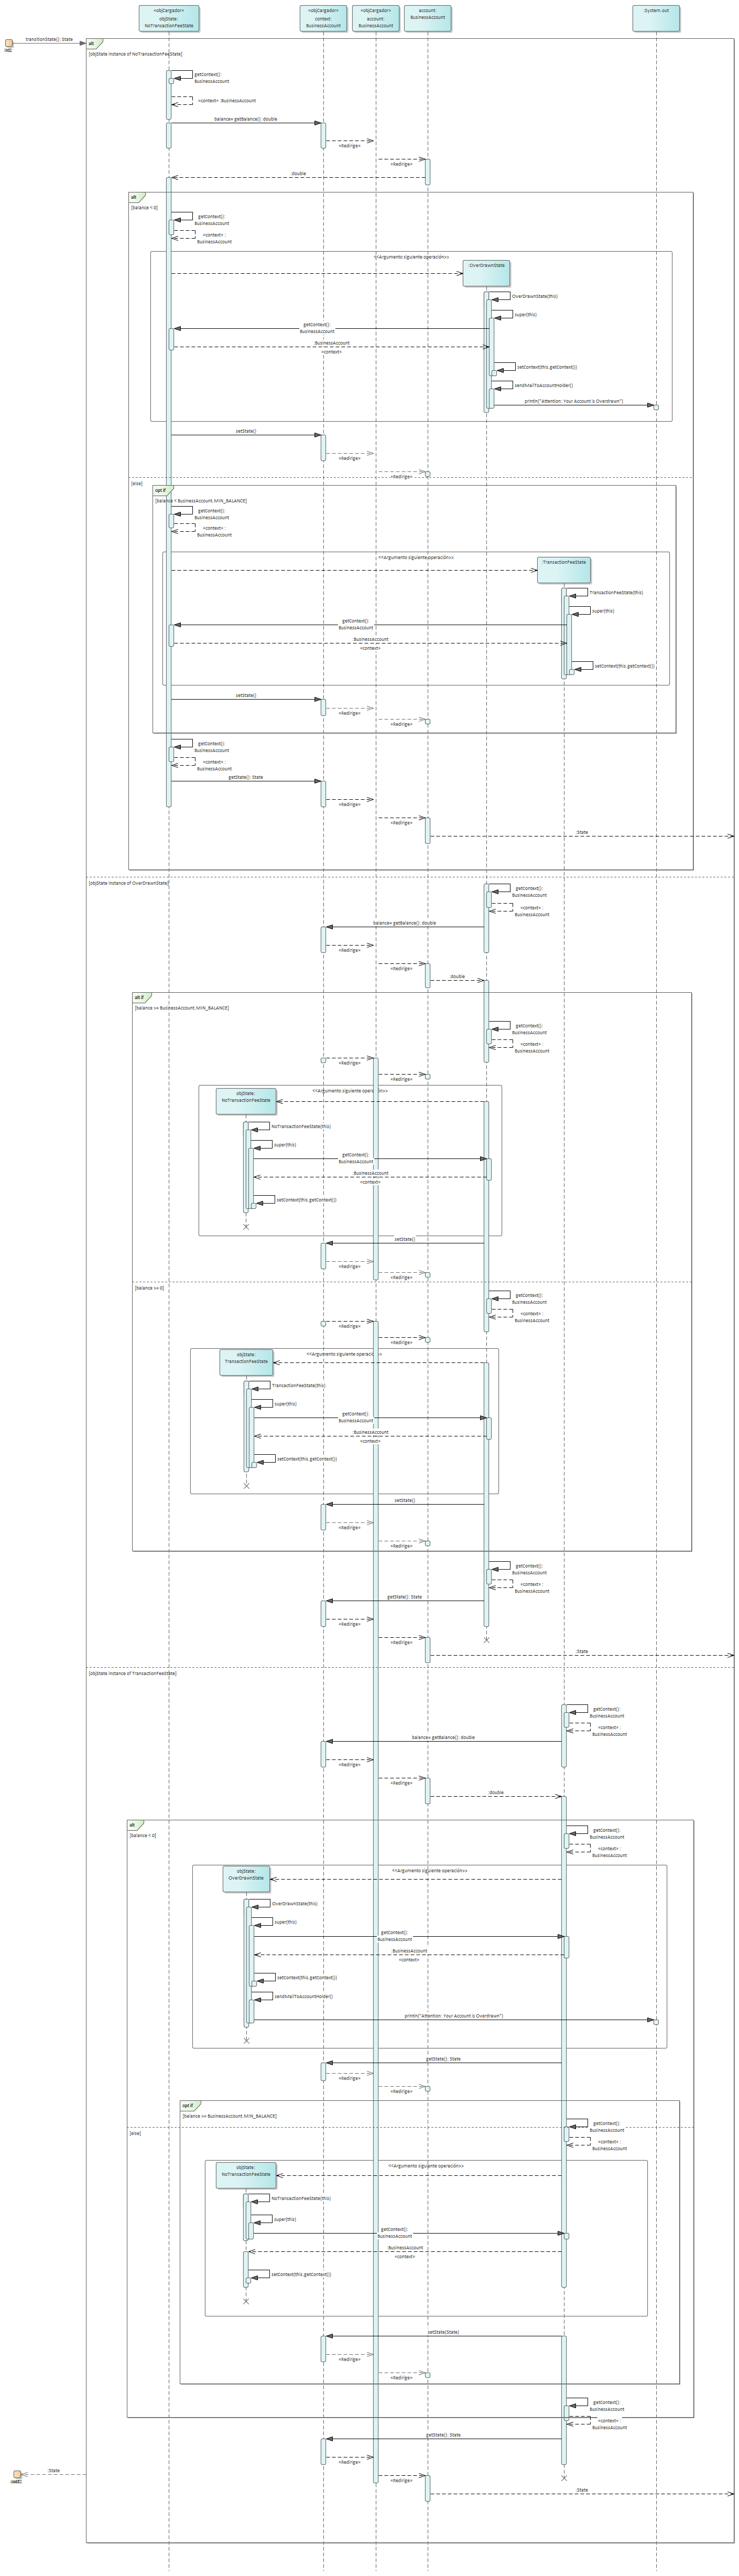 «objCargador»
objState:
NoTransactionFeeState
«objCargador»
context:
BusinessAccount
«objCargador»
account:
BusinessAccount
account:
BusinessAccount
:System.out
transitionState(): State
alt
[objState instance of NoTransactionFeeState]
getContext():
BusinessAccount
«context» :BusinessAccount
balance= getBalance(): double
«Redirige»
«Redirige»
:double
alt
[balance < 0]
getContext():
BusinessAccount
«context» :
BusinessAccount
<<Argumento siguiente operación>>
:OverDrawnState
OverDrawnState(this)
super(this)
getContext():
BusinessAccount
:BusinessAccount
«context»
setContext(this.getContext())
sendMailToAccountHolder()
println("Attention: Your Account is Overdrawn")
setState()
«Redirige»
«Redirige»
[else]
opt if
[balance < BusinessAccount.MIN_BALANCE]
getContext():
BusinessAccount
«context» :
BusinessAccount
<<Argumento siguiente operación>>
:TransactionFeeState
TransactionFeeState(this)
super(this)
getContext():
BusinessAccount
:BusinessAccount
«context»
setContext(this.getContext())
setState()
«Redirige»
«Redirige»
getContext():
BusinessAccount
«context» :
BusinessAccount
getState(): State
«Redirige»
«Redirige»
:State
[objState instance of OverDrawnState]
getContext():
BusinessAccount
«context» :
BusinessAccount
balance= getBalance(): double
«Redirige»
«Redirige»
:double
alt if
[balance >= BusinessAccount.MIN_BALANCE]
getContext():
BusinessAccount
«context» :
BusinessAccount
«Redirige»
«Redirige»
<<Argumento siguiente operación>>
objState:
NoTransactionFeeState
NoTransactionFeeState(this)
super(this)
getContext():
BusinessAccount
:BusinessAccount
«context»
setContext(this.getContext())
setState()
«Redirige»
«Redirige»
[balance >= 0]
getContext():
BusinessAccount
«context» :
BusinessAccount
«Redirige»
«Redirige»
<<Argumento siguiente operación>>
objState:
TransactionFeeState
TransactionFeeState(this)
super(this)
getContext():
BusinessAccount
:BusinessAccount
«context»
setContext(this.getContext())
setState()
«Redirige»
«Redirige»
getContext():
BusinessAccount
«context» :
BusinessAccount
getState(): State
«Redirige»
«Redirige»
:State
[objState instance of TransactionFeeState]
getContext():
BusinessAccount
«context» :
BusinessAccount
balance= getBalance(): double
«Redirige»
«Redirige»
:double
alt
[balance < 0]
getContext():
BusinessAccount
«context» :
BusinessAccount
<<Argumento siguiente operación>>
objState:
OverDrawnState
OverDrawnState(this)
super(this)
getContext():
BusinessAccount
:BusinessAccount
«context»
setContext(this.getContext())
sendMailToAccountHolder()
println("Attention: Your Account is Overdrawn")
getState(): State
«Redirige»
«Redirige»
opt if
[balance >= BusinessAccount.MIN_BALANCE]
getContext():
BusinessAccount
[else]
«context» :
BusinessAccount
<<Argumento siguiente operación>>
objState:
NoTransactionFeeState
NoTransactionFeeState(this)
super(this)
getContext():
BusinessAccount
:BusinessAccount
«context»
setContext(this.getContext())
setState(State)
«Redirige»
«Redirige»
getContext():
BusinessAccount
«context» :
BusinessAccount
getState(): State
«Redirige»
:State
«Redirige»
:State